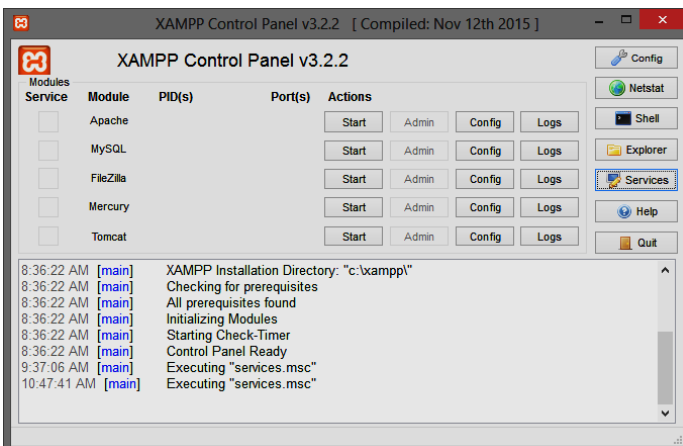 XAMPP Control Panel v3.2.2 [ Compiled: Nov 12th 2015 ]
XAMPP Control Panel v3.2.2
Config
Modules
Service Module PID(s) Port(s) Actions
Netstat
Apache Start Admin Config Logs
Shell
MySQL Start Admin Config Logs
Explorer
FileZilla Start Admin Config Logs
Services
Mercury Start Admin Config Logs
Help
Tomcat Start Admin Config Logs
Quit
8:36:22 AM [main] XAMPP Installation Directory: "c:\xampp\"
8:36:22 AM [main] Checking for prerequisites
8:36:22 AM [main] All prerequisites found
8:36:22 AM [main] Initializing Modules
8:36:22 AM [main] Starting Check-Timer
8:36:22 AM [main] Control Panel Ready
9:37:06 AM [main] Executing "services.msc"
10:47:41 AM [main] Executing "services.msc"